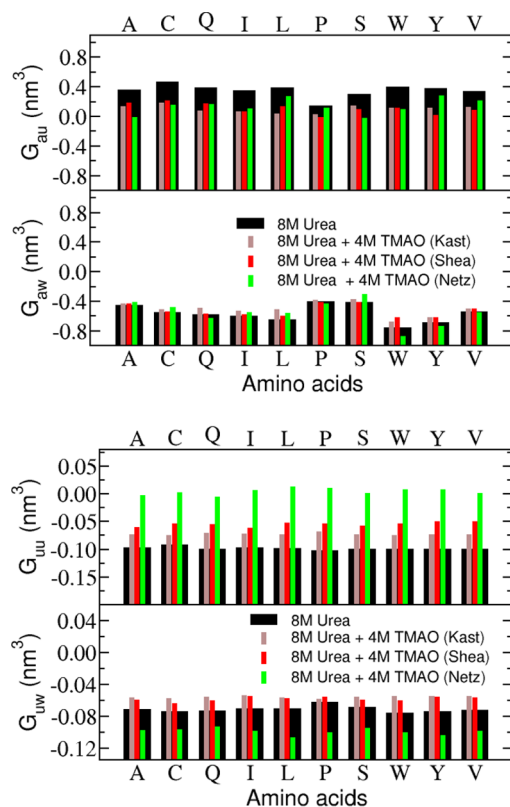 A C Q I L P S W Y V
G_au (nm^3)
0.8
0.4
0.0
-0.4
-0.8
G_aw (nm^3)
0.8
0.4
0.0
-0.4
-0.8
8M Urea
8M Urea + 4M TMAO (Kast)
8M Urea + 4M TMAO (Shea)
8M Urea + 4M TMAO (Netz)
A C Q I L P S W Y V
Amino acids
A C Q I L P S W Y V
G_uu (nm^3)
0.05
0.00
-0.05
-0.10
-0.15
G_uw (nm^3)
0.04
0.00
-0.04
-0.08
-0.12
8M Urea
8M Urea + 4M TMAO (Kast)
8M Urea + 4M TMAO (Shea)
8M Urea + 4M TMAO (Netz)
A C Q I L P S W Y V
Amino acids